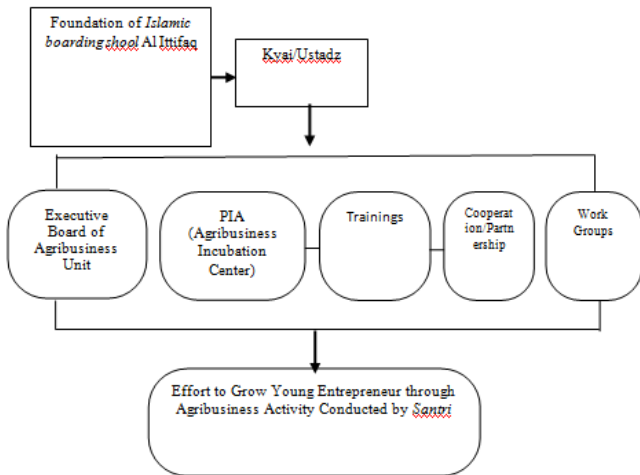 Foundation of Islamic
boarding shool Al Ittifaq
Kyai/Ustadz
Executive
Board of
Agribusiness
Unit
PIA
(Agribusiness
Incubation
Center)
Trainings
Cooperat
ion/Partn
ership
Work
Groups
Effort to Grow Young Entrepreneur through
Agribusiness Activity Conducted by Santri